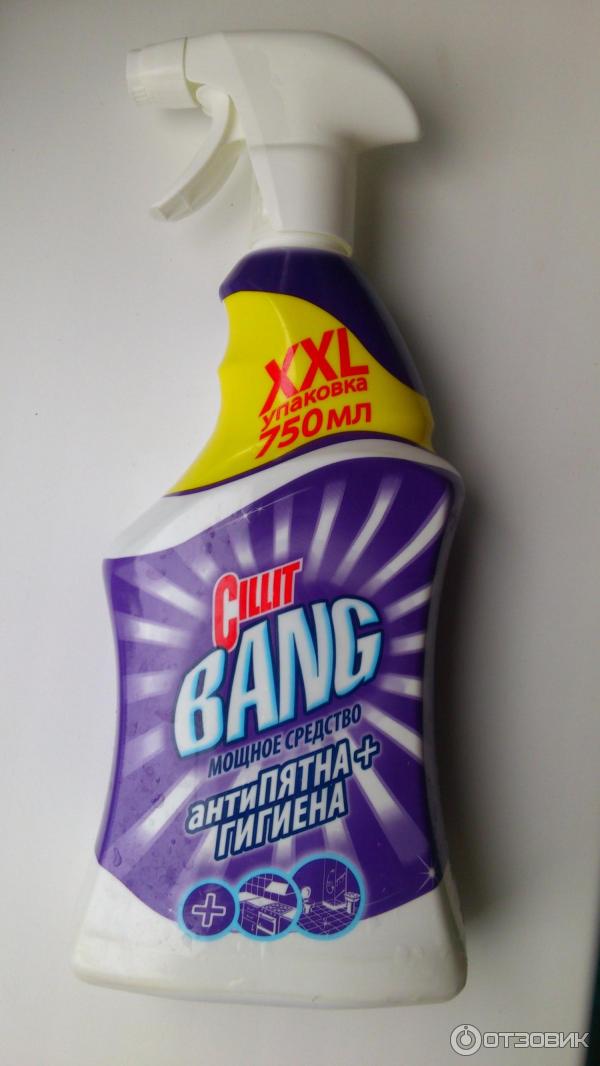 XXL
упаковка
750мл
CILLIT
BANG
МОЩНОЕ СРЕДСТВО
антиПЯТНА+
ГИГИЕНА
ОТЗОВИК